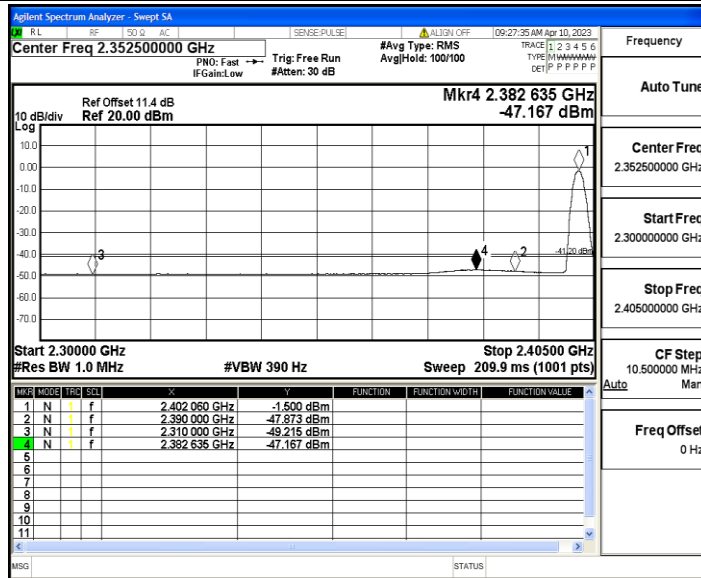 Agilent Spectrum Analyzer - Swept SA
RL RF 50 Ω AC SENSE:PULSE ALIGN OFF 09:27:35 AM Apr 10, 2023
Center Freq 2.352500000 GHz
PNO: Fast Trig: Free Run
IFGain:Low #Atten: 30 dB
#Avg Type: RMS
Avg|Hold: 100/100
TRACE 1 2 3 4 5 6
TYPE MWWWWW
DET P P P P P P
Frequency
Auto Tune
Center Freq
2.352500000 GHz
Start Freq
2.300000000 GHz
Stop Freq
2.405000000 GHz
CF Step
10.500000 MHz
Auto Man
Freq Offset
0 Hz
Mkr4 2.382 635 GHz
-47.167 dBm
Ref Offset 11.4 dB
10 dB/div Ref 20.00 dBm
Log
10.0
0.00
-10.0
-20.0
-30.0
-40.0
-50.0
-60.0
-70.0
1
2
3
4
-41.20 dBm
Start 2.30000 GHz Stop 2.40500 GHz
#Res BW 1.0 MHz #VBW 390 Hz Sweep 209.9 ms (1001 pts)
MKR MODE TRC SCL X Y FUNCTION FUNCTION WIDTH FUNCTION VALUE
1 N 1 f 2.402 060 GHz -1.500 dBm
2 N 1 f 2.390 000 GHz -47.873 dBm
3 N 1 f 2.310 000 GHz -49.215 dBm
4 N 1 f 2.382 635 GHz -47.167 dBm
5
6
7
8
9
10
11
MSG STATUS